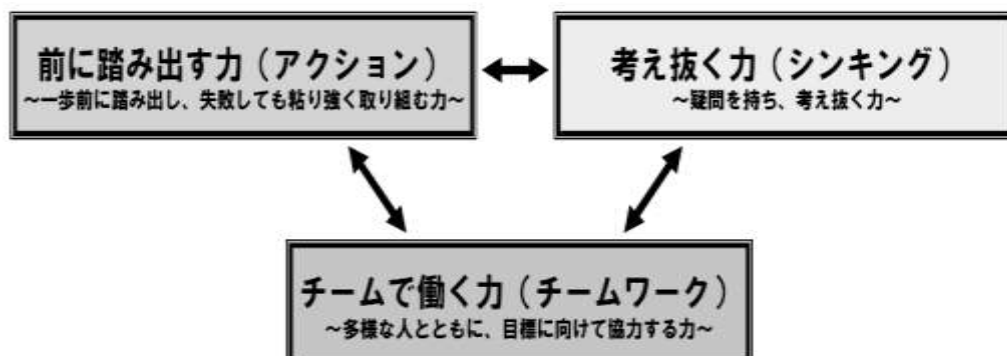 前に踏み出す力（アクション）
～一歩前に踏み出し、失敗しても粘り強く取り組む力～
考え抜く力（シンキング）
～疑問を持ち、考え抜く力～
チームで働く力（チームワーク）
～多様な人とともに、目標に向けて協力する力～